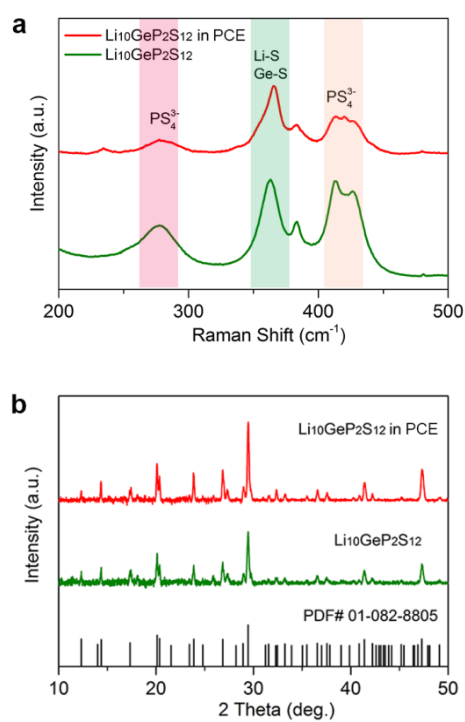 a
Li10GeP2S12 in PCE
Li10GeP2S12
PS₄³⁻
Li-S
Ge-S
PS₄³⁻
Intensity (a.u.)
200 300 400 500
Raman Shift (cm⁻¹)
b
Li10GeP2S12 in PCE
Li10GeP2S12
PDF# 01-082-8805
Intensity (a.u.)
10 20 30 40 50
2 Theta (deg.)